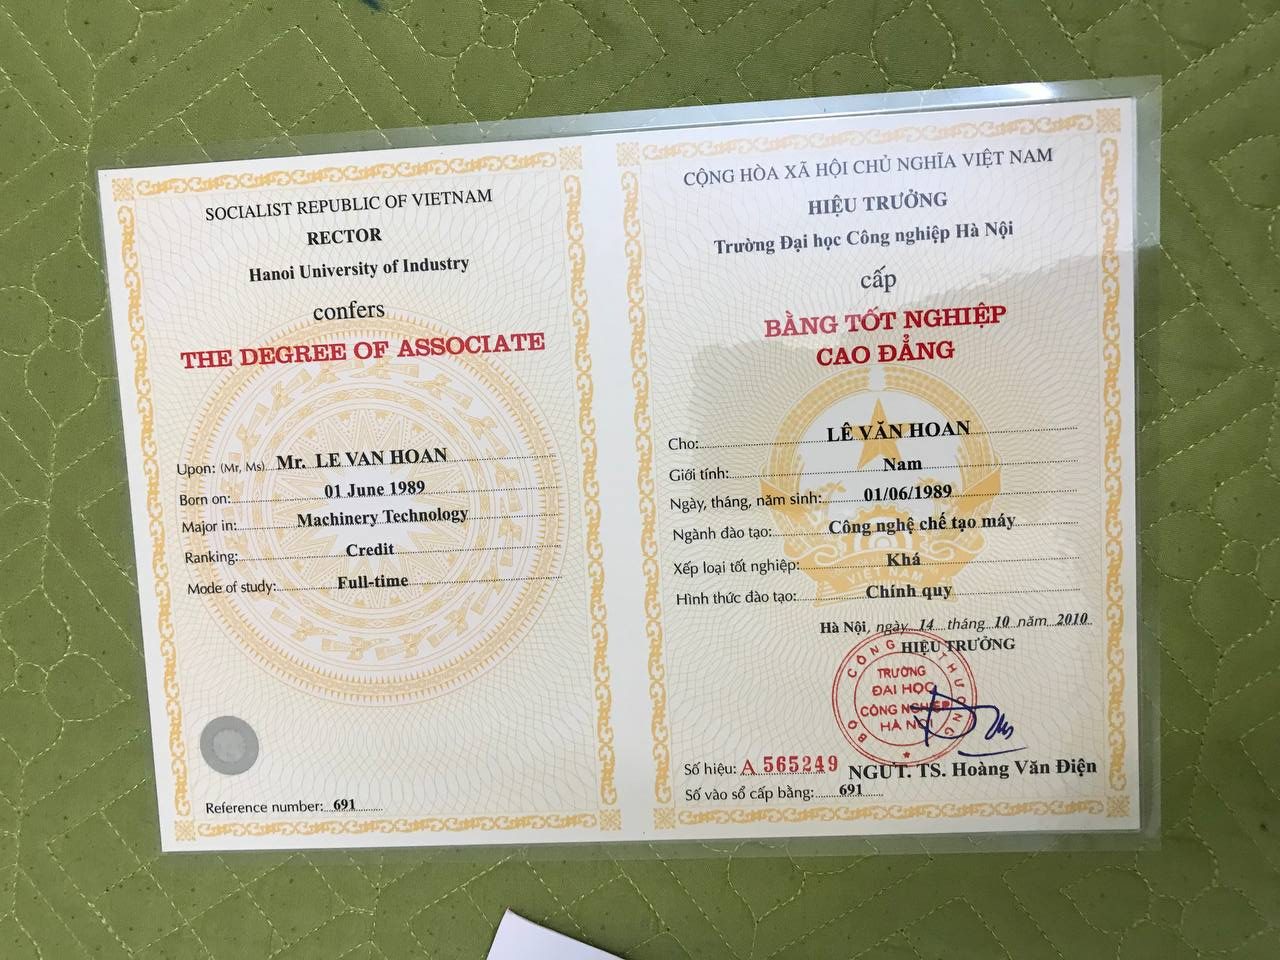 SOCIALIST REPUBLIC OF VIETNAM
RECTOR
Hanoi University of Industry
confers
THE DEGREE OF ASSOCIATE
Upon: (Mr, Ms) Mr. LE VAN HOAN
Born on: 01 June 1989
Major in: Machinery Technology
Ranking: Credit
Mode of study: Full-time
Reference number: 691
CỘNG HÒA XÃ HỘI CHỦ NGHĨA VIỆT NAM
HIỆU TRƯỞNG
Trường Đại học Công nghiệp Hà Nội
cấp
BẰNG TỐT NGHIỆP
CAO ĐẲNG
Cho: LÊ VĂN HOAN
Giới tính: Nam
Ngày, tháng, năm sinh: 01/06/1989
Ngành đào tạo: Công nghệ chế tạo máy
Xếp loại tốt nghiệp: Khá
VIỆT NAM
Hình thức đào tạo: Chính quy
Hà Nội, ngày 14 tháng 10 năm 2010
HIỆU TRƯỞNG
BỘ CÔNG THƯƠNG
TRƯỜNG
ĐẠI HỌC
CÔNG NGHIỆP
HÀ NỘI
Số hiệu: A 565249
NGƯT. TS. Hoàng Văn Điện
Số vào sổ cấp bằng: 691